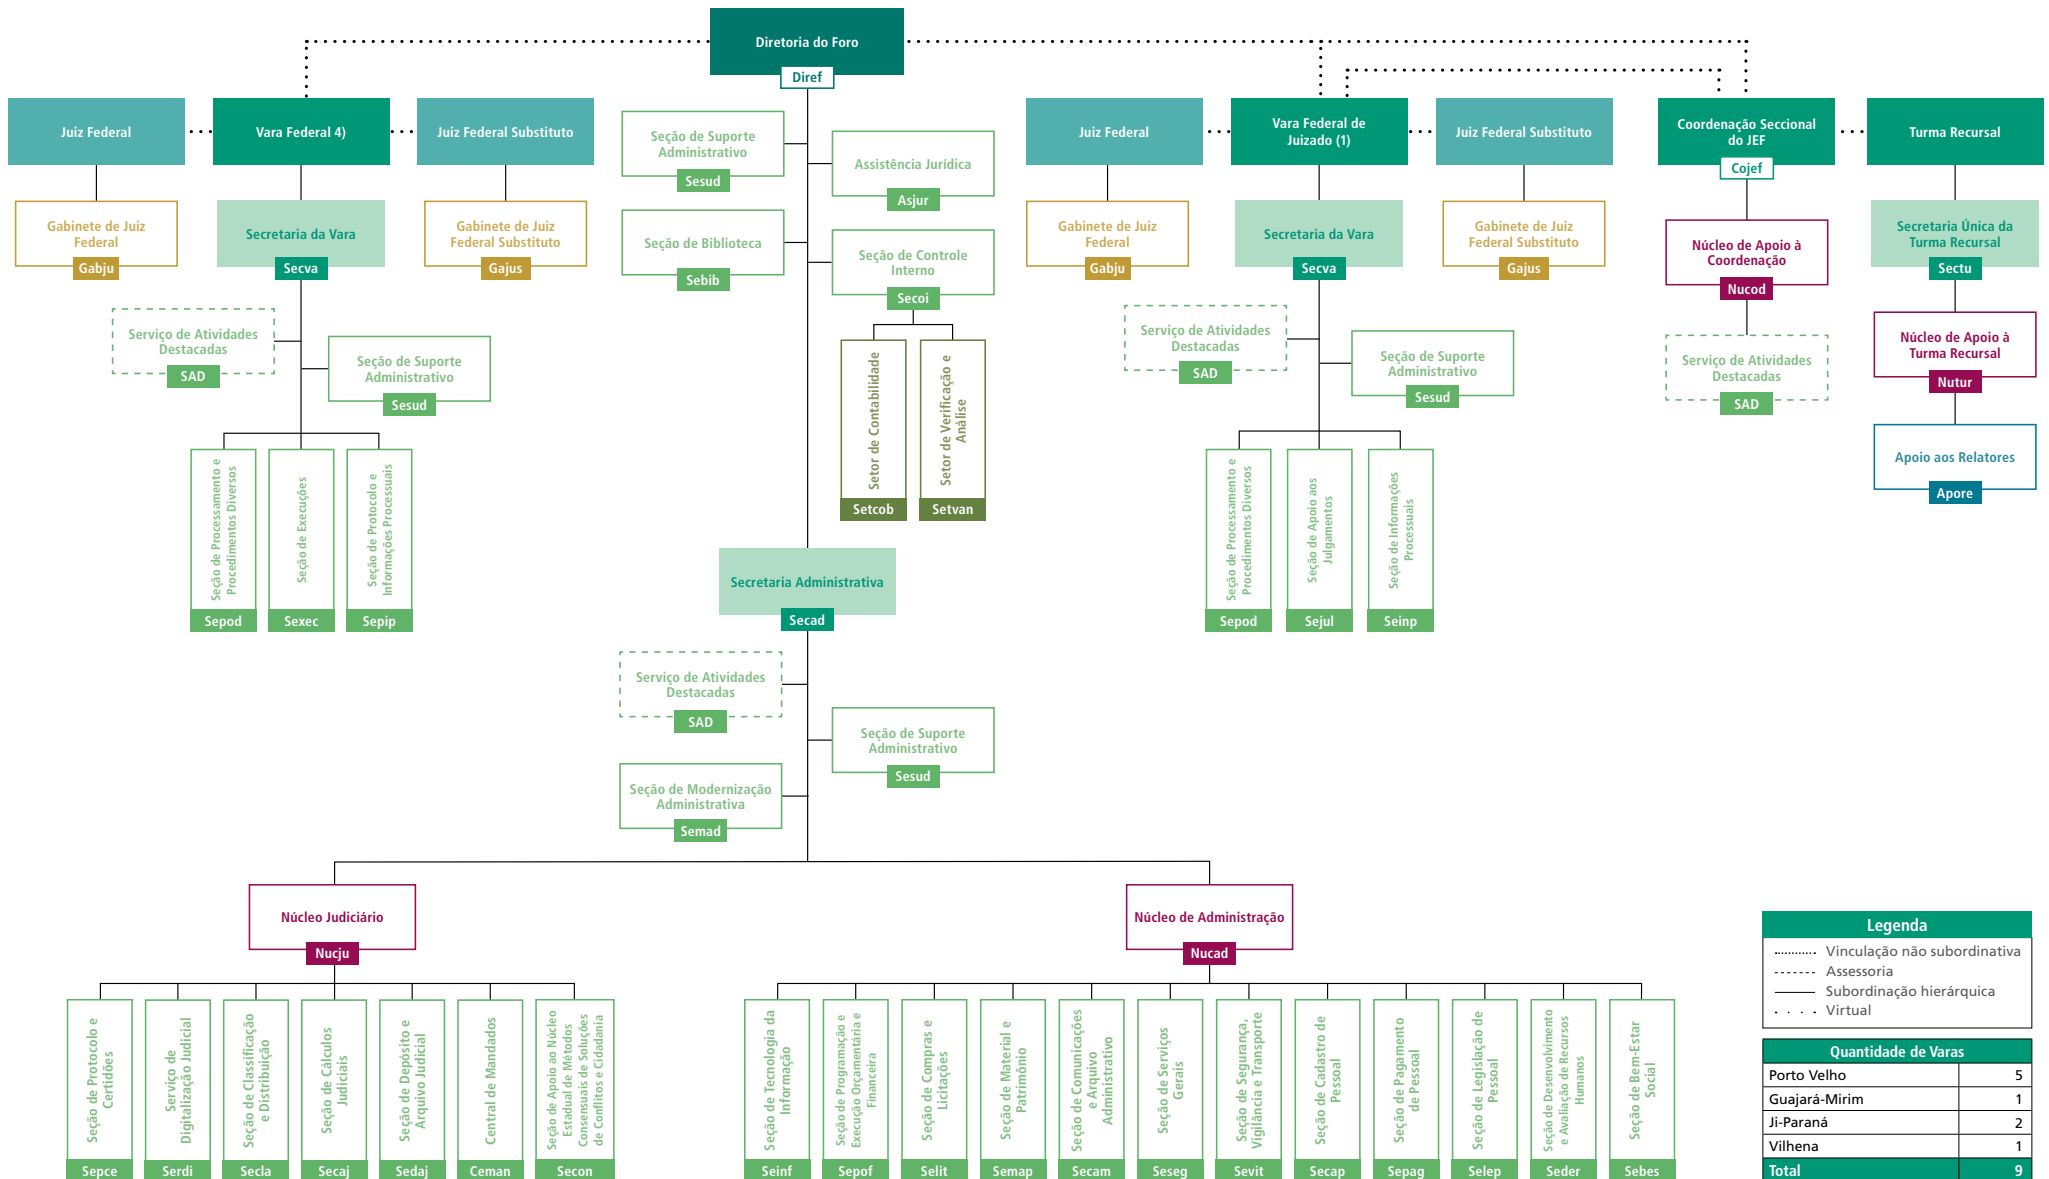 Diretoria do Foro
Diref
Juiz Federal
Vara Federal 4)
Juiz Federal Substituto
Gabinete de Juiz
Federal
Gabju
Secretaria da Vara
Secva
Gabinete de Juiz
Federal Substituto
Gajus
Serviço de Atividades
Destacadas
SAD
Seção de Suporte
Administrativo
Sesud
Seção de Processamento e
Procedimentos Diversos
Sepod
Seção de Execuções
Sexec
Seção de Protocolo e
Informações Processuais
Sepip
Seção de Suporte
Administrativo
Sesud
Assistência Jurídica
Asjur
Seção de Biblioteca
Sebib
Seção de Controle
Interno
Secoi
Setor de Contabilidade
Setcob
Setor de Verificação e
Análise
Setvan
Juiz Federal
Vara Federal de
Juizado (1)
Juiz Federal Substituto
Gabinete de Juiz
Federal
Gabju
Secretaria da Vara
Secva
Gabinete de Juiz
Federal Substituto
Gajus
Serviço de Atividades
Destacadas
SAD
Seção de Suporte
Administrativo
Sesud
Seção de Processamento e
Procedimentos Diversos
Sepod
Seção de Apoio aos
Julgamentos
Sejul
Seção de Informações
Processuais
Seinp
Coordenação Seccional
do JEF
Cojef
Núcleo de Apoio à
Coordenação
Nucod
Serviço de Atividades
Destacadas
SAD
Turma Recursal
Secretaria Única da
Turma Recursal
Sectu
Núcleo de Apoio à
Turma Recursal
Nutur
Apoio aos Relatores
Apore
Secretaria Administrativa
Secad
Serviço de Atividades
Destacadas
SAD
Seção de Suporte
Administrativo
Sesud
Seção de Modernização
Administrativa
Semad
Núcleo Judiciário
Nucju
Seção de Protocolo e
Certidões
Sepce
Serviço de
Digitalização Judicial
Serdi
Seção de Classificação
e Distribuição
Secla
Seção de Cálculos
Judiciais
Secaj
Seção de Depósito e
Arquivo Judicial
Sedaj
Central de Mandados
Ceman
Seção de Apoio ao Núcleo
Estadual de Métodos
Consensuais de Soluções
de Conflitos e Cidadania
Secon
Núcleo de Administração
Nucad
Seção de Tecnologia da
Informação
Seinf
Seção de Programação e
Execução Orçamentária e
Financeira
Sepof
Seção de Compras e
Licitações
Selit
Seção de Material e
Patrimônio
Semap
Seção de Comunicações
e Arquivo
Administrativo
Secam
Seção de Serviços
Gerais
Seseg
Seção de Segurança,
Vigilância e Transporte
Sevit
Seção de Cadastro de
Pessoal
Secap
Seção de Pagamento
de Pessoal
Sepag
Seção de Legislação de
Pessoal
Selep
Seção de Desenvolvimento
e Avaliação de Recursos
Humanos
Seder
Seção de Bem-Estar
Social
Sebes
Legenda
Vinculação não subordinativa
Assessoria
Subordinação hierárquica
Virtual
Quantidade de Varas
Porto Velho 5
Guajará-Mirim 1
Ji-Paraná 2
Vilhena 1
Total 9